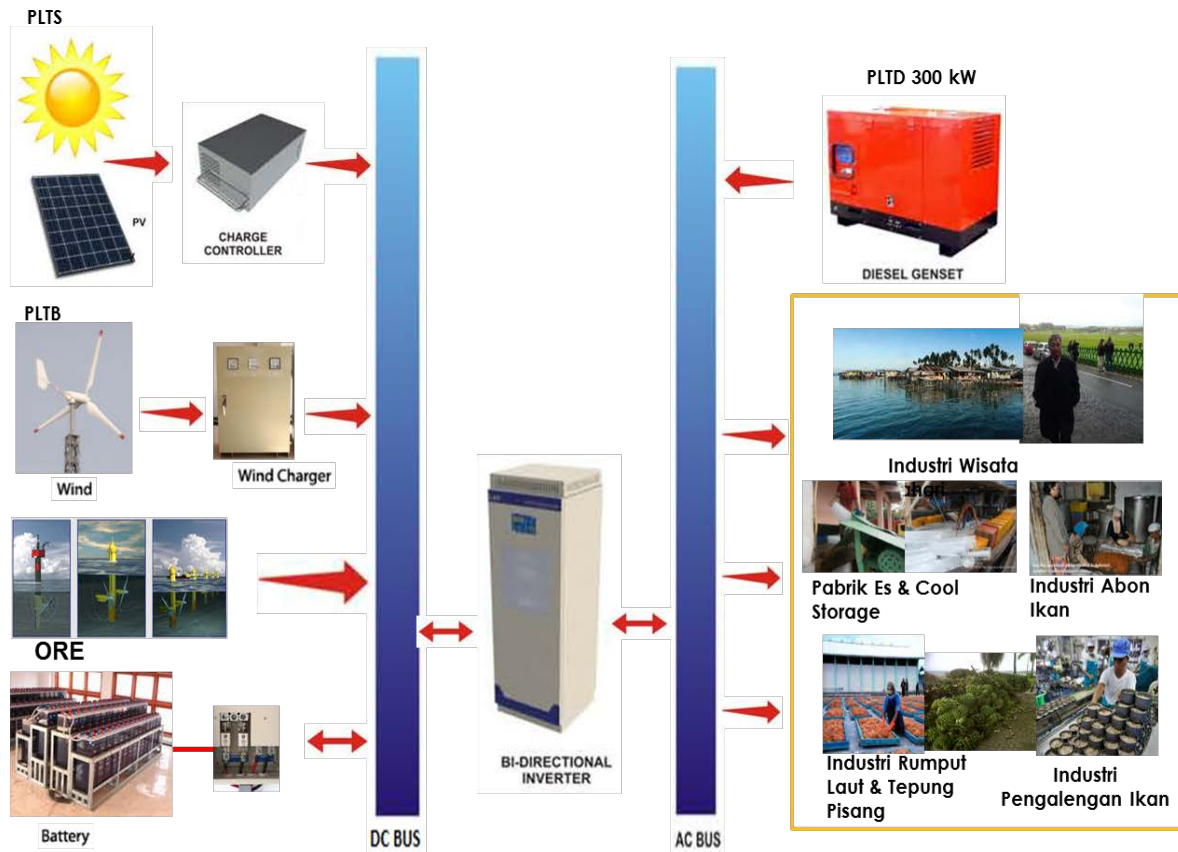 PLTS
PV
CHARGE
CONTROLLER
PLTB
Wind
Wind Charger
ORE
Battery
DC BUS
BI-DIRECTIONAL
INVERTER
AC BUS
PLTD 300 kW
DIESEL GENSET
Industri Wisata
Pabrik Es & Cool
Storage
Industri Abon
Ikan
Industri Rumput
Laut & Tepung
Pisang
Industri
Pengalengan Ikan